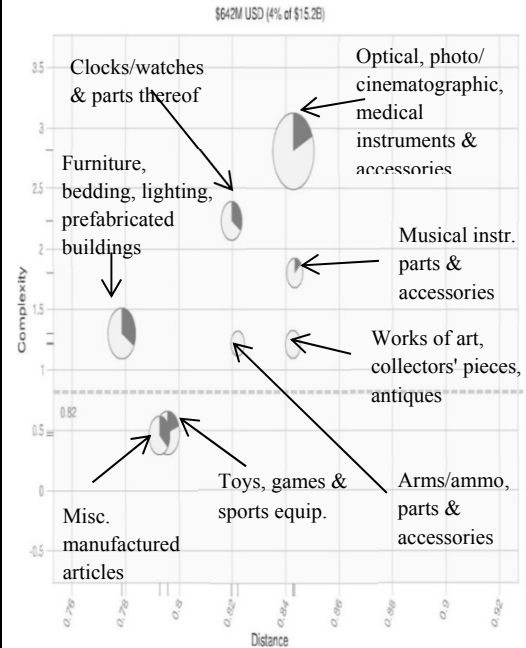 $642M USD (4% of $15.2B)
Clocks/watches
& parts thereof
Optical, photo/
cinematographic,
medical
instruments &
accessories
Furniture,
bedding, lighting,
prefabricated
buildings
Musical instr.
parts &
accessories
Works of art,
collectors' pieces,
antiques
Toys, games &
sports equip.
Arms/ammo,
parts &
accessories
Misc.
manufactured
articles
Complexity
3.5
3
2.5
2
1.5
1
0.82
0.5
0
-0.5
0.76
0.78
0.8
0.82
0.84
0.86
0.88
0.9
0.92
Distance